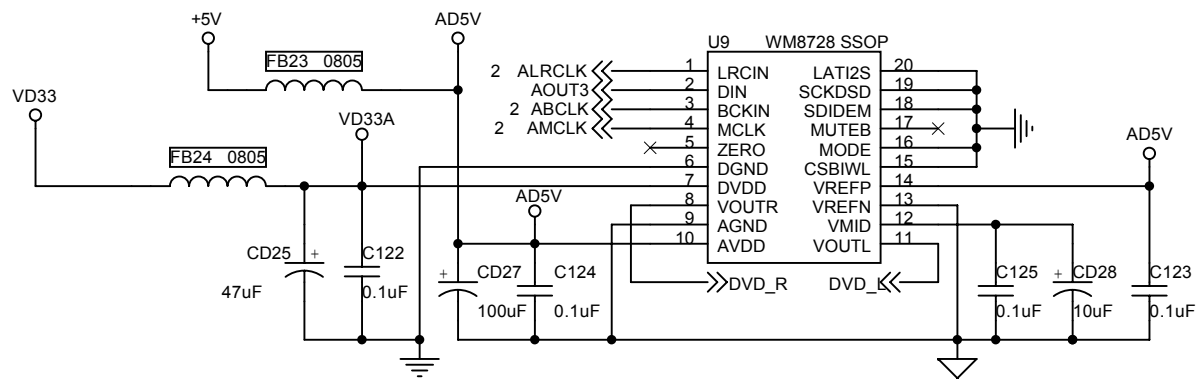 +5V
AD5V
U9 WM8728 SSOP
FB23 0805
2 ALRCLK 1 LRCIN LATI2S 20
AOUT3 2 DIN SCKDSD 19
2 ABCLK 3 BCKIN SDIDEM 18
2 AMCLK 4 MCLK MUTEB 17
5 ZERO MODE 16
6 DGND CSBIWL 15
7 DVDD VREFP 14
8 VOUTR VREFN 13
9 AGND VMID 12
10 AVDD VOUTL 11
VD33
VD33A
AD5V
FB24 0805
AD5V
CD25 +
47uF
C122
0.1uF
+ CD27
100uF
C124
0.1uF
DVD_R
DVD_L
C125
0.1uF
+ CD28
10uF
C123
0.1uF